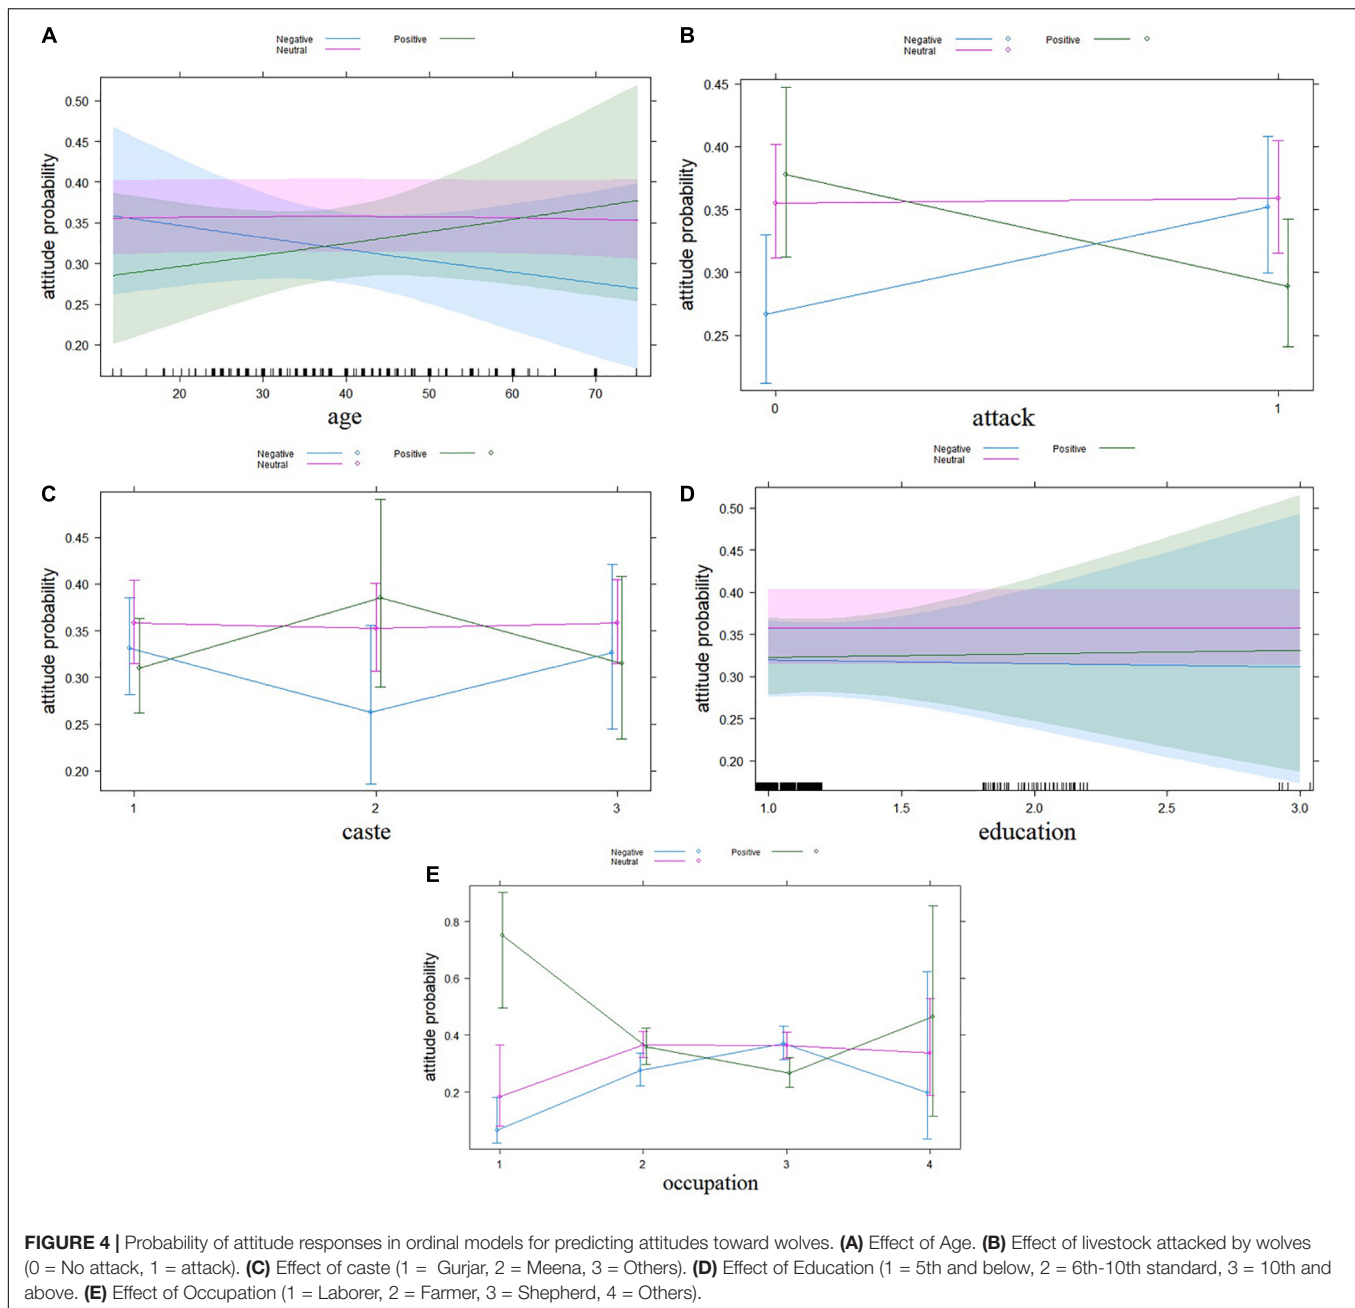 A
Negative Positive
Neutral
0.50
0.45
0.40
0.35
0.30
0.25
0.20
attitude probability
20 30 40 50 60 70
age
B
Negative Positive
Neutral
0.45
0.40
0.35
0.30
0.25
attitude probability
0 1
attack
C
Negative Positive
Neutral
0.45
0.40
0.35
0.30
0.25
0.20
attitude probability
1 2 3
caste
D
Negative Positive
Neutral
0.50
0.45
0.40
0.35
0.30
0.25
0.20
attitude probability
1.0 1.5 2.0 2.5 3.0
education
E
Negative Positive
Neutral
0.8
0.6
0.4
0.2
attitude probability
1 2 3 4
occupation
FIGURE 4 | Probability of attitude responses in ordinal models for predicting attitudes toward wolves. (A) Effect of Age. (B) Effect of livestock attacked by wolves
(0 = No attack, 1 = attack). (C) Effect of caste (1 = Gurjar, 2 = Meena, 3 = Others). (D) Effect of Education (1 = 5th and below, 2 = 6th-10th standard, 3 = 10th and
above. (E) Effect of Occupation (1 = Laborer, 2 = Farmer, 3 = Shepherd, 4 = Others).